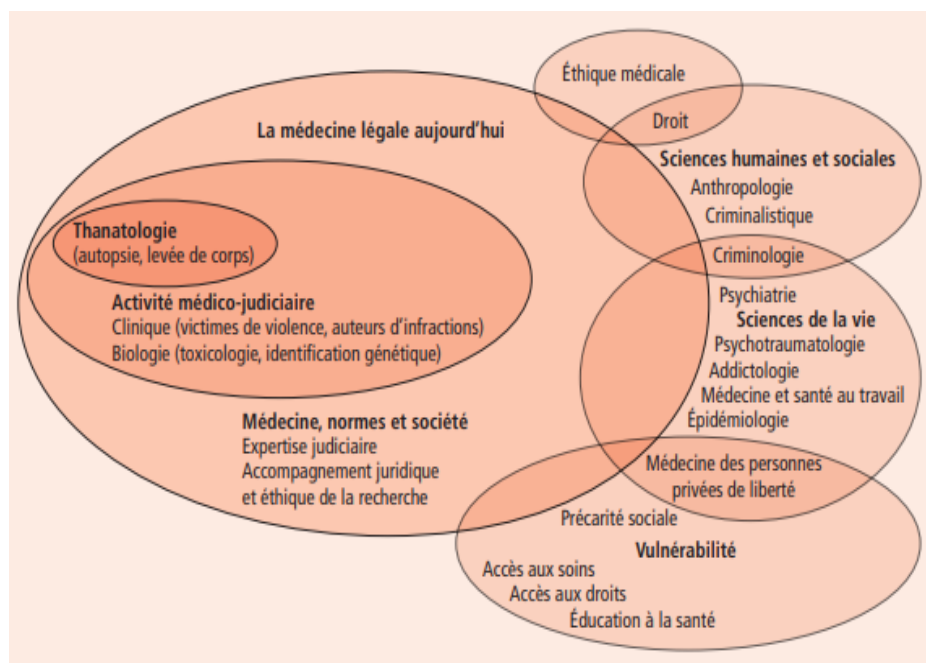 Éthique médicale
La médecine légale aujourd'hui
Droit
Sciences humaines et sociales
Anthropologie
Criminalistique
Thanatologie
(autopsie, levée de corps)
Criminologie
Activité médico-judiciaire
Clinique (victimes de violence, auteurs d'infractions)
Biologie (toxicologie, identification génétique)
Psychiatrie
Sciences de la vie
Psychotraumatologie
Addictologie
Médecine et santé au travail
Épidémiologie
Médecine, normes et société
Expertise judiciaire
Accompagnement juridique
et éthique de la recherche
Médecine des personnes
privées de liberté
Précarité sociale
Vulnérabilité
Accès aux soins
Accès aux droits
Éducation à la santé